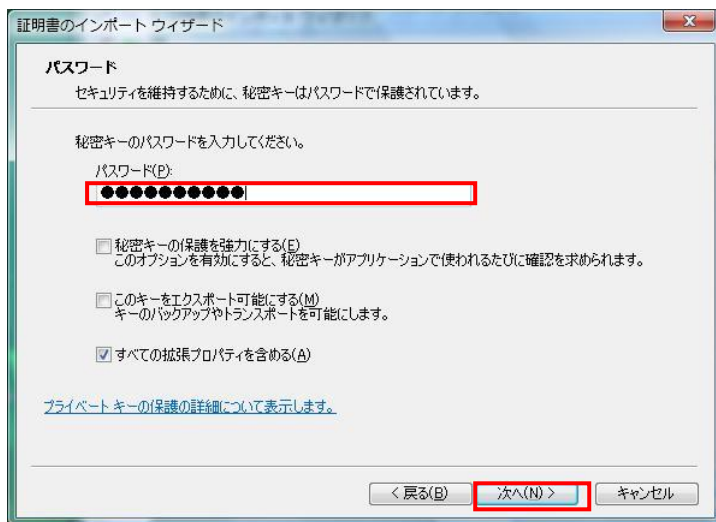 証明書のインポート ウィザード
パスワード
セキュリティを維持するために、秘密キーはパスワードで保護されています。
秘密キーのパスワードを入力してください。
パスワード(P):
●●●●●●●●●●
秘密キーの保護を強力にする(E)
このオプションを有効にすると、秘密キーがアプリケーションで使われるたびに確認を求められます。
このキーをエクスポート可能にする(M)
キーのバックアップやトランスポートを可能にします。
すべての拡張プロパティを含める(A)
プライベート キーの保護の詳細について表示します。
< 戻る(B) 次へ(N) > キャンセル